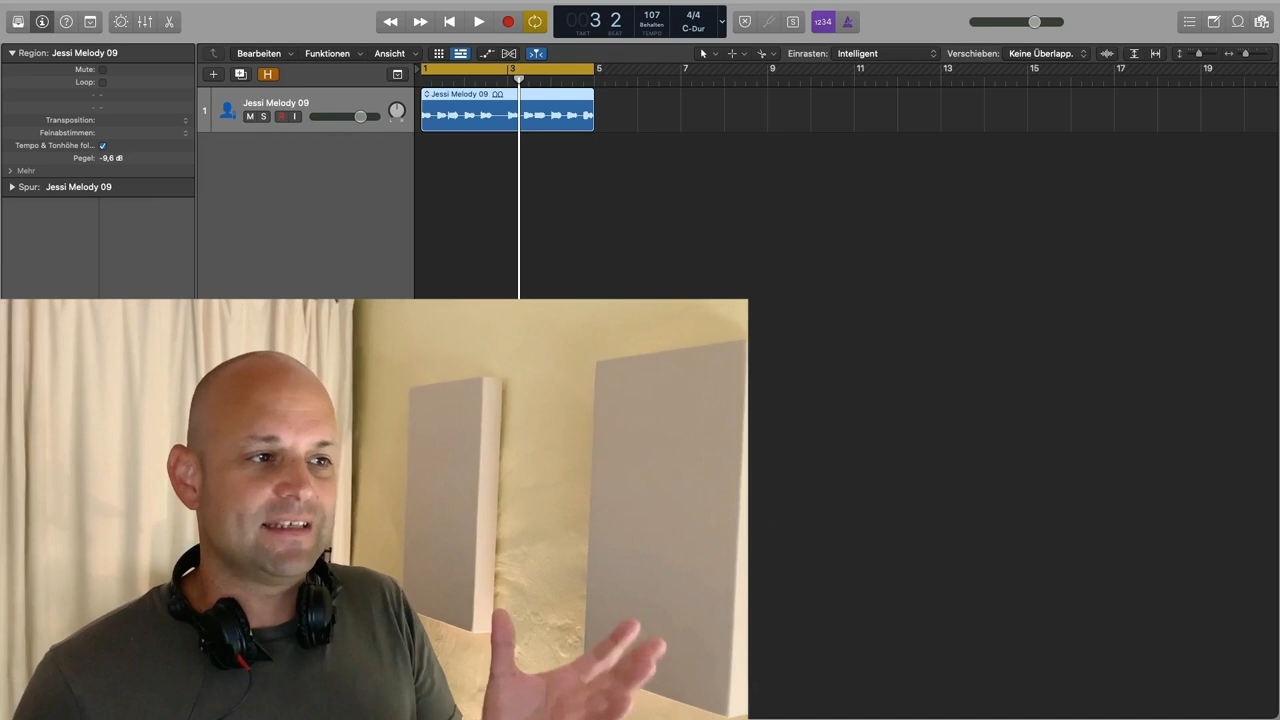 00 3 2
TAKT BEAT
107
Behalten
TEMPO
4/4
C-Dur
S
1234
Region: Jessi Melody 09
Mute:
Loop:
Transposition:
Feinabstimmen:
Tempo & Tonhöhe fol...
Pegel: -9,6 dB
Mehr
Spur: Jessi Melody 09
Bearbeiten Funktionen Ansicht
Einrasten: Intelligent
Verschieben: Keine Überlapp.
H
1 3 5 7 9 11 13 15 17 19
1
Jessi Melody 09
M S R I
L R
Jessi Melody 09